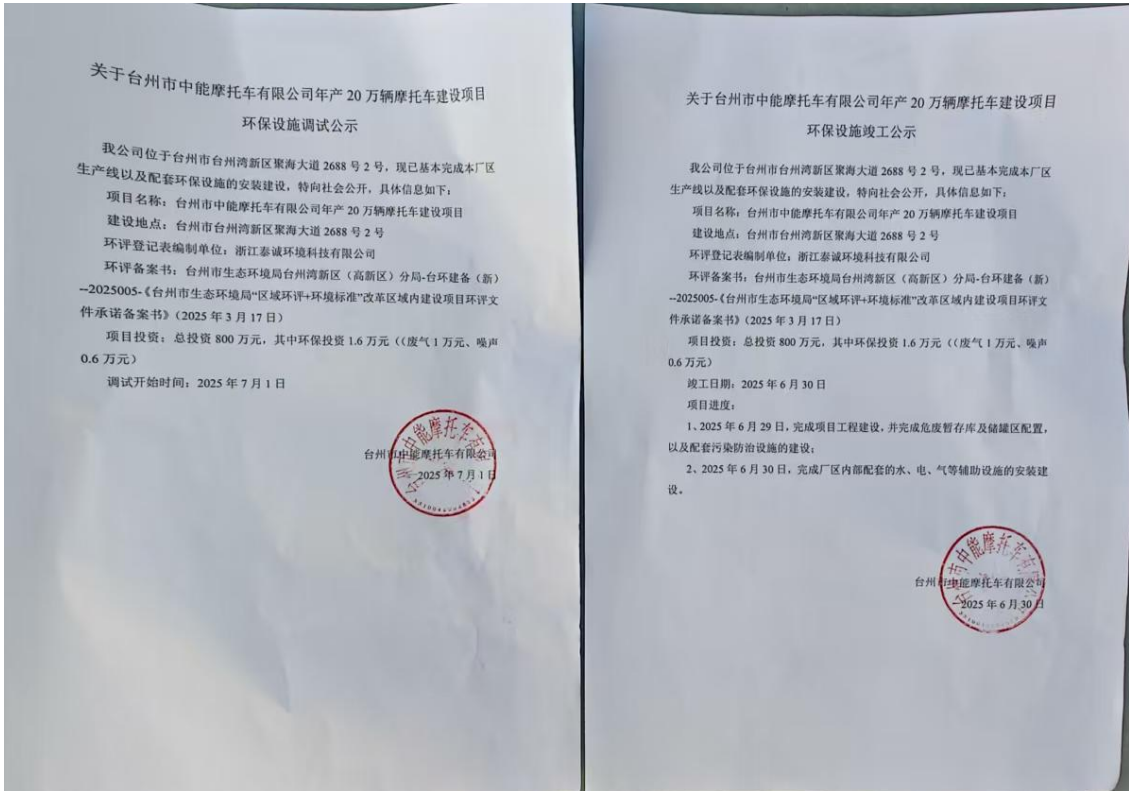 关于台州市中能摩托车有限公司年产 20 万辆摩托车建设项目
环保设施调试公示
我公司位于台州市台州湾新区聚海大道 2688 号 2 号，现已基本完成本厂区
生产线以及配套环保设施的安装建设，特向社会公开，具体信息如下：
项目名称：台州市中能摩托车有限公司年产 20 万辆摩托车建设项目
建设地点：台州市台州湾新区聚海大道 2688 号 2 号
环评登记表编制单位：浙江泰诚环境科技有限公司
环评备案书：台州市生态环境局台州湾新区（高新区）分局-台环建备（新）
--2025005-《台州市生态环境局“区域环评+环境标准”改革区域内建设项目环评文
件承诺备案书》（2025 年 3 月 17 日）
项目投资：总投资 800 万元，其中环保投资 1.6 万元（（废气 1 万元、噪声
0.6 万元）
调试开始时间：2025 年 7 月 1 日
台州市中能摩托车有限公司
2025 年 7 月 1 日
关于台州市中能摩托车有限公司年产 20 万辆摩托车建设项目
环保设施竣工公示
我公司位于台州市台州湾新区聚海大道 2688 号 2 号，现已基本完成本厂区
生产线以及配套环保设施的安装建设，特向社会公开，具体信息如下：
项目名称：台州市中能摩托车有限公司年产 20 万辆摩托车建设项目
建设地点：台州市台州湾新区聚海大道 2688 号 2 号
环评登记表编制单位：浙江泰诚环境科技有限公司
环评备案书：台州市生态环境局台州湾新区（高新区）分局-台环建备（新）
--2025005-《台州市生态环境局“区域环评+环境标准”改革区域内建设项目环评文
件承诺备案书》（2025 年 3 月 17 日）
项目投资：总投资 800 万元，其中环保投资 1.6 万元（（废气 1 万元、噪声
0.6 万元）
竣工日期：2025 年 6 月 30 日
项目进度：
1、2025 年 6 月 29 日，完成项目工程建设，并完成危废暂存库及储罐区配置，
以及配套污染防治设施的建设；
2、2025 年 6 月 30 日，完成厂区内部配套的水、电、气等辅助设施的安装建
设。
台州市中能摩托车有限公司
2025 年 6 月 30 日